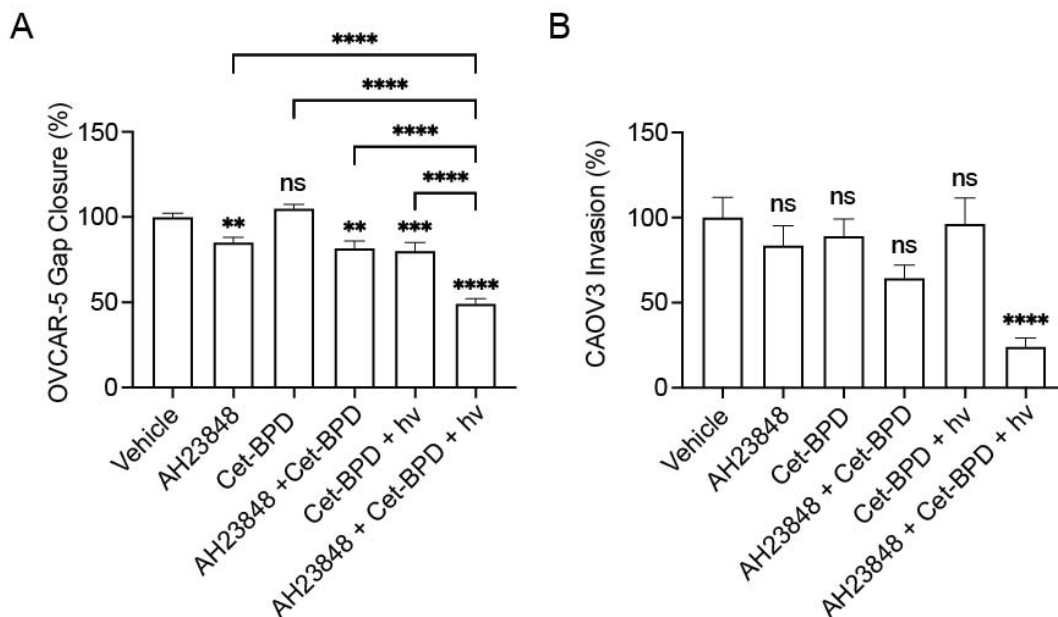 A
****
****
****
****
OVCAR-5 Gap Closure (%)
150
100
50
0
**
ns
**
***
****
Vehicle
AH23848
Cet-BPD
AH23848 +Cet-BPD
Cet-BPD + hv
AH23848 + Cet-BPD + hv
B
CAOV3 Invasion (%)
150
100
50
0
ns
ns
ns
ns
****
Vehicle
AH23848
Cet-BPD
AH23848 + Cet-BPD
Cet-BPD + hv
AH23848 + Cet-BPD + hv